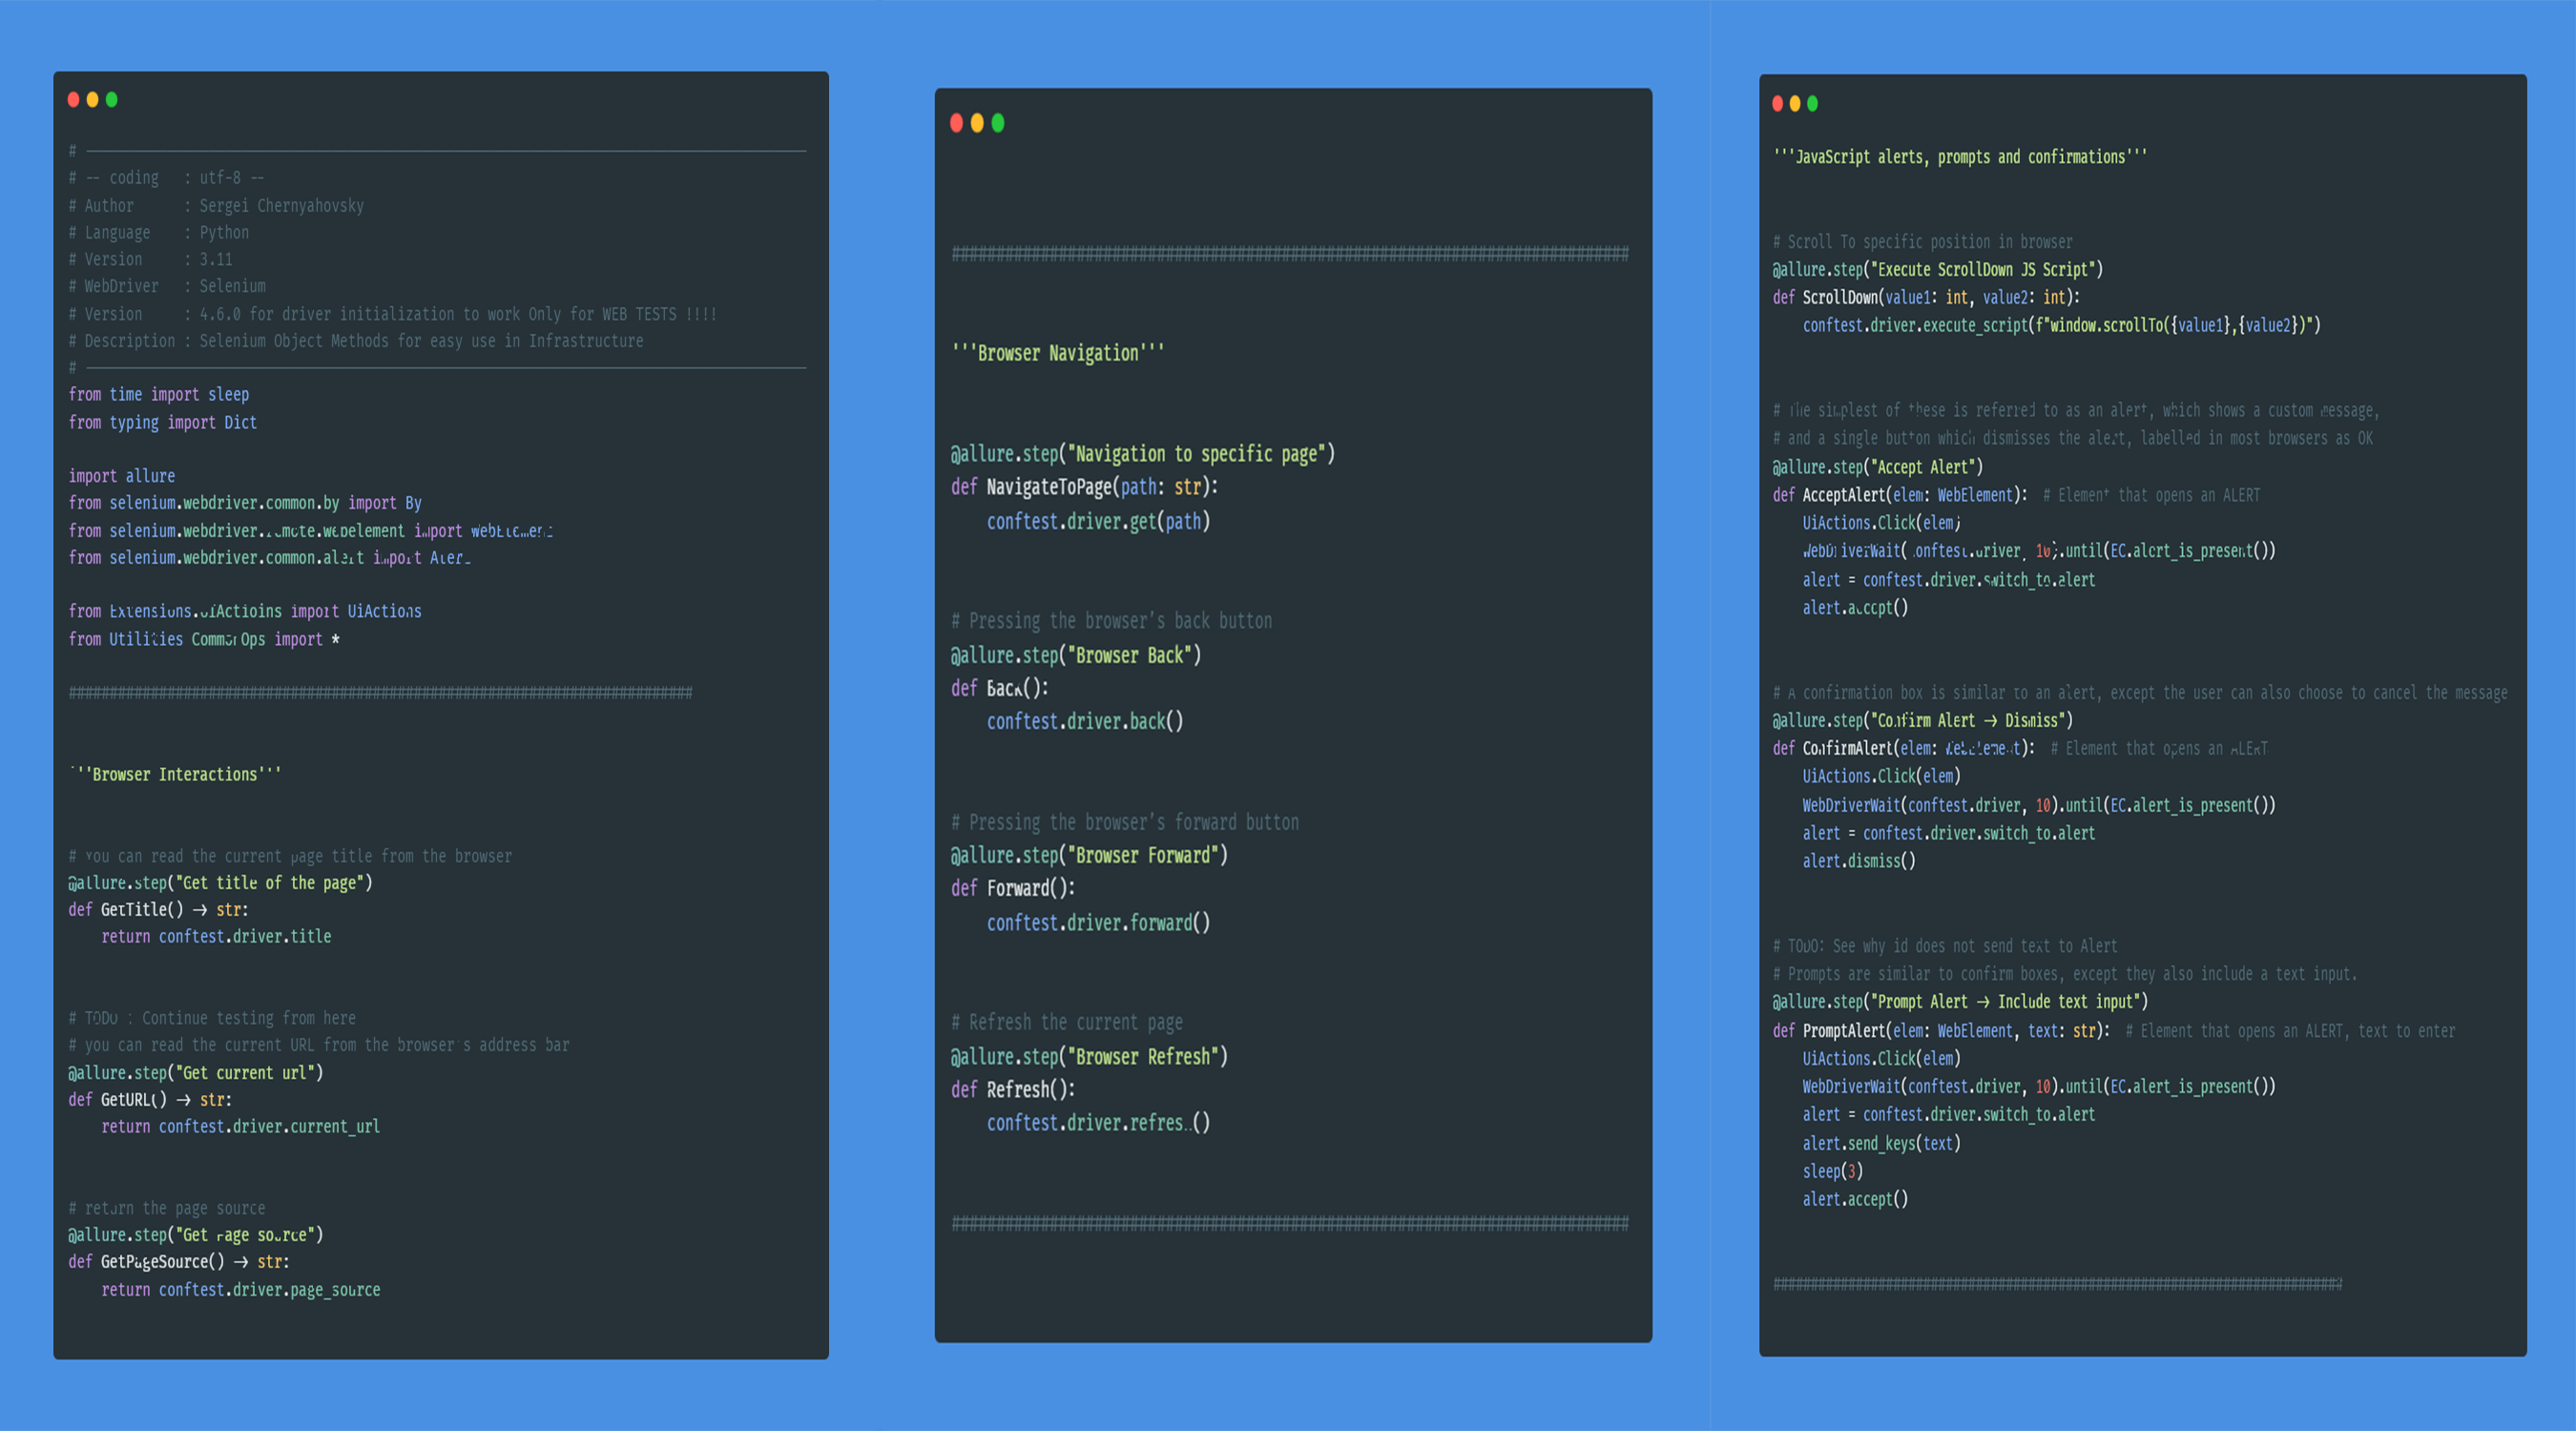 # ────────────────────────────────────────
# -- coding   : utf-8 --
# Author      : Sergei Chernyahovsky
# Language    : Python
# Version     : 3.11
# WebDriver   : Selenium
# Version     : 4.6.0 for driver initialization to work Only for WEB TESTS !!!!
# Description : Selenium Object Methods for easy use in Infrastructure
# ────────────────────────────────────────
from time import sleep
from typing import Dict
import allure
from selenium.webdriver.common.by import By
from selenium.webdriver.remote.webelement import WebElement
from selenium.webdriver.common.alert import Alert
from Extensions.UiActioins import UiActions
from Utilities CommonOps import *
############################################################################
'''Browser Interactions'''
# You can read the current page title from the browser
@allure.step("Get title of the page")
def GetTitle() → str:
    return conftest.driver.title
# TODO : Continue testing from here
# you can read the current URL from the browser's address bar
@allure.step("Get current url")
def GetURL() → str:
    return conftest.driver.current_url
# return the page source
@allure.step("Get Page source")
def GetPageSource() → str:
    return conftest.driver.page_source
############################################################################
'''Browser Navigation'''
@allure.step("Navigation to specific page")
def NavigateToPage(path: str):
    conftest.driver.get(path)
# Pressing the browser's back button
@allure.step("Browser Back")
def Back():
    conftest.driver.back()
# Pressing the browser's forward button
@allure.step("Browser Forward")
def Forward():
    conftest.driver.forward()
# Refresh the current page
@allure.step("Browser Refresh")
def Refresh():
    conftest.driver.refresh()
############################################################################
'''JavaScript alerts, prompts and confirmations'''
# Scroll To specific position in browser
@allure.step("Execute ScrollDown JS Script")
def ScrollDown(value1: int, value2: int):
    conftest.driver.execute_script(f"window.scrollTo({value1},{value2})")
# The simplest of these is referred to as an alert, which shows a custom message,
# and a single button which dismisses the alert, labelled in most browsers as OK
@allure.step("Accept Alert")
def AcceptAlert(elem: WebElement):  # Element that opens an ALERT
    UiActions.Click(elem)
    WebDriverWait(conftest.driver, 10).until(EC.alert_is_present())
    alert = conftest.driver.switch_to.alert
    alert.accept()
# A confirmation box is similar to an alert, except the user can also choose to cancel the message
@allure.step("Confirm Alert → Dismiss")
def ConfirmAlert(elem: WebElement):  # Element that opens an ALERT
    UiActions.Click(elem)
    WebDriverWait(conftest.driver, 10).until(EC.alert_is_present())
    alert = conftest.driver.switch_to.alert
    alert.dismiss()
# TODO: See why id does not send text to Alert
# Prompts are similar to confirm boxes, except they also include a text input.
@allure.step("Prompt Alert → Include text input")
def PromptAlert(elem: WebElement, text: str):  # Element that opens an ALERT, text to enter
    UiActions.Click(elem)
    WebDriverWait(conftest.driver, 10).until(EC.alert_is_present())
    alert = conftest.driver.switch_to.alert
    alert.send_keys(text)
    sleep(3)
    alert.accept()
############################################################################